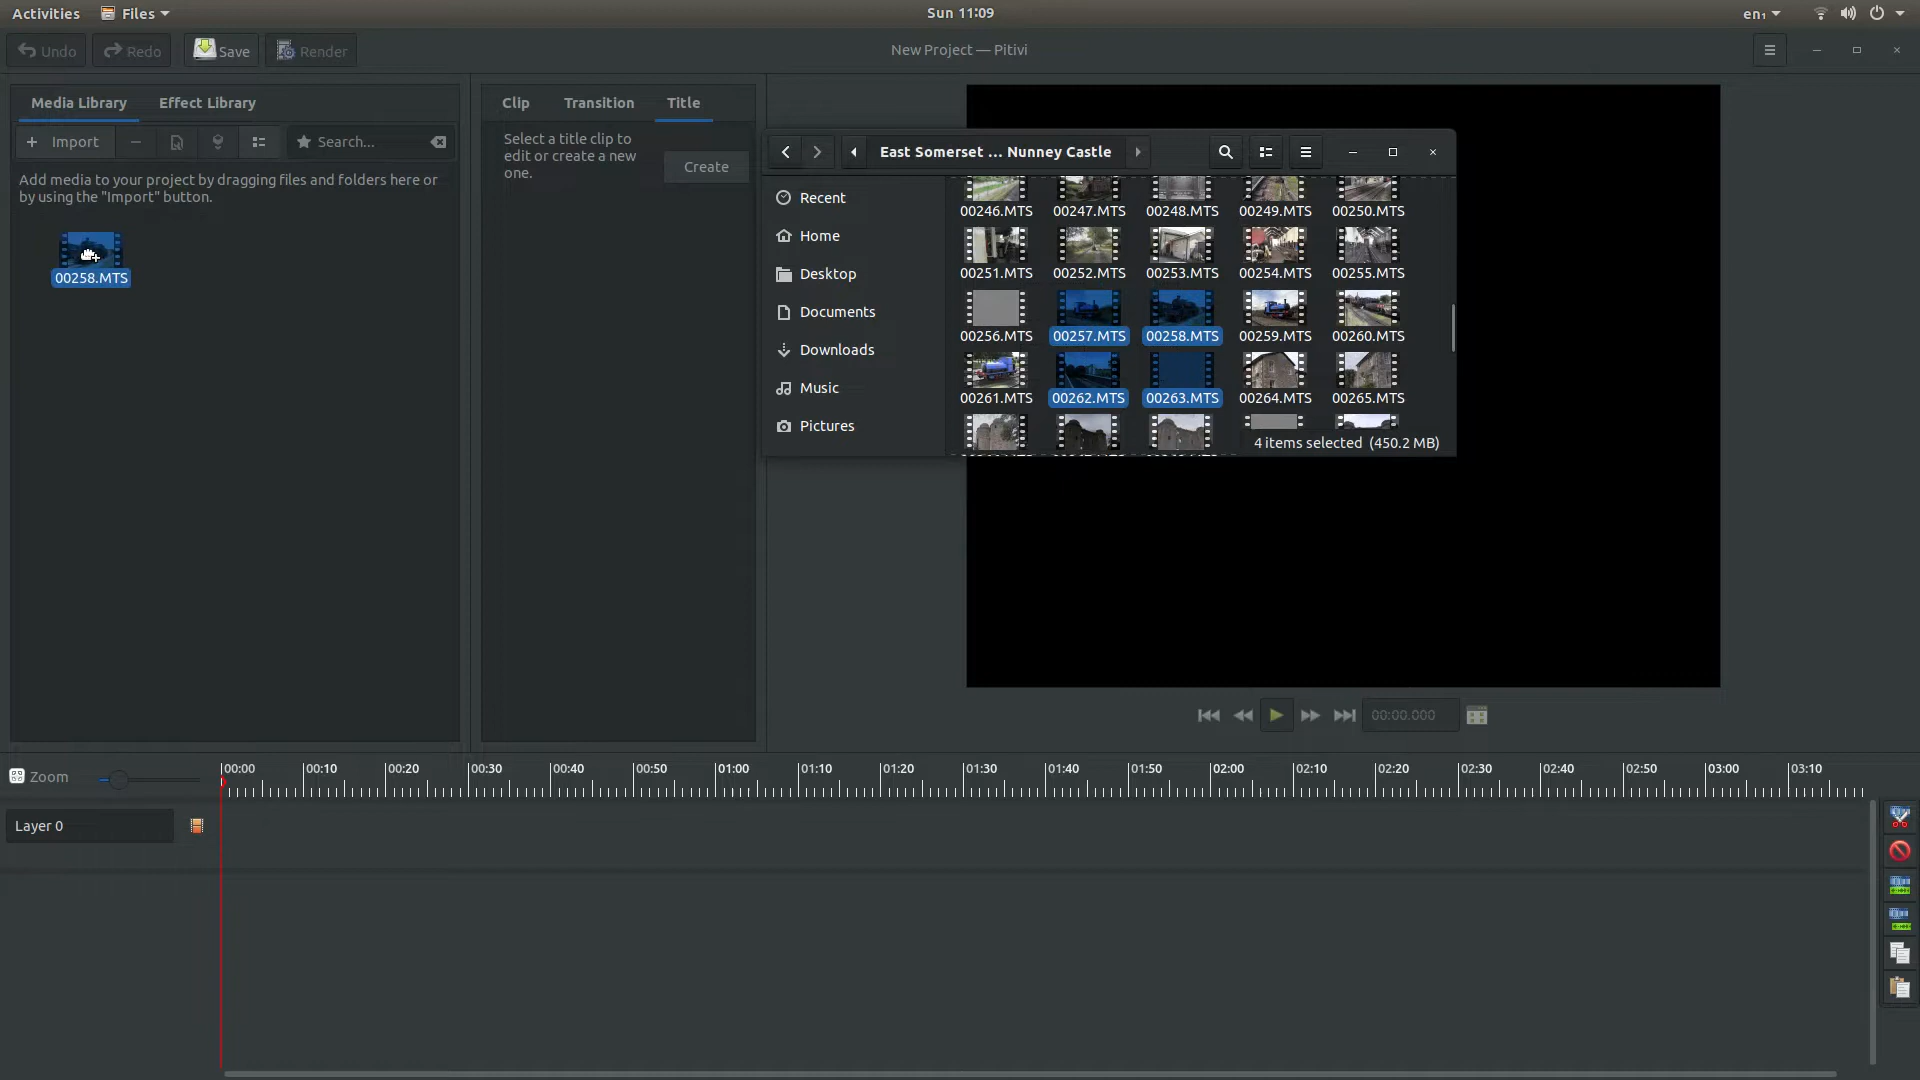 Activities
Files
Sun 11:09
en₁
Undo
Redo
Save
Render
New Project — Pitivi
Media Library
Effect Library
Import
Search...
Add media to your project by dragging files and folders here or
by using the "Import" button.
00258.MTS
Clip
Transition
Title
Select a title clip to
edit or create a new
one.
Create
East Somerset ... Nunney Castle
Recent
Home
Desktop
Documents
Downloads
Music
Pictures
00246.MTS
00247.MTS
00248.MTS
00249.MTS
00250.MTS
00251.MTS
00252.MTS
00253.MTS
00254.MTS
00255.MTS
00256.MTS
00257.MTS
00258.MTS
00259.MTS
00260.MTS
00261.MTS
00262.MTS
00263.MTS
00264.MTS
00265.MTS
4 items selected (450.2 MB)
00:00.000
Zoom
00:00
00:10
00:20
00:30
00:40
00:50
01:00
01:10
01:20
01:30
01:40
01:50
02:00
02:10
02:20
02:30
02:40
02:50
03:00
03:10
Layer 0